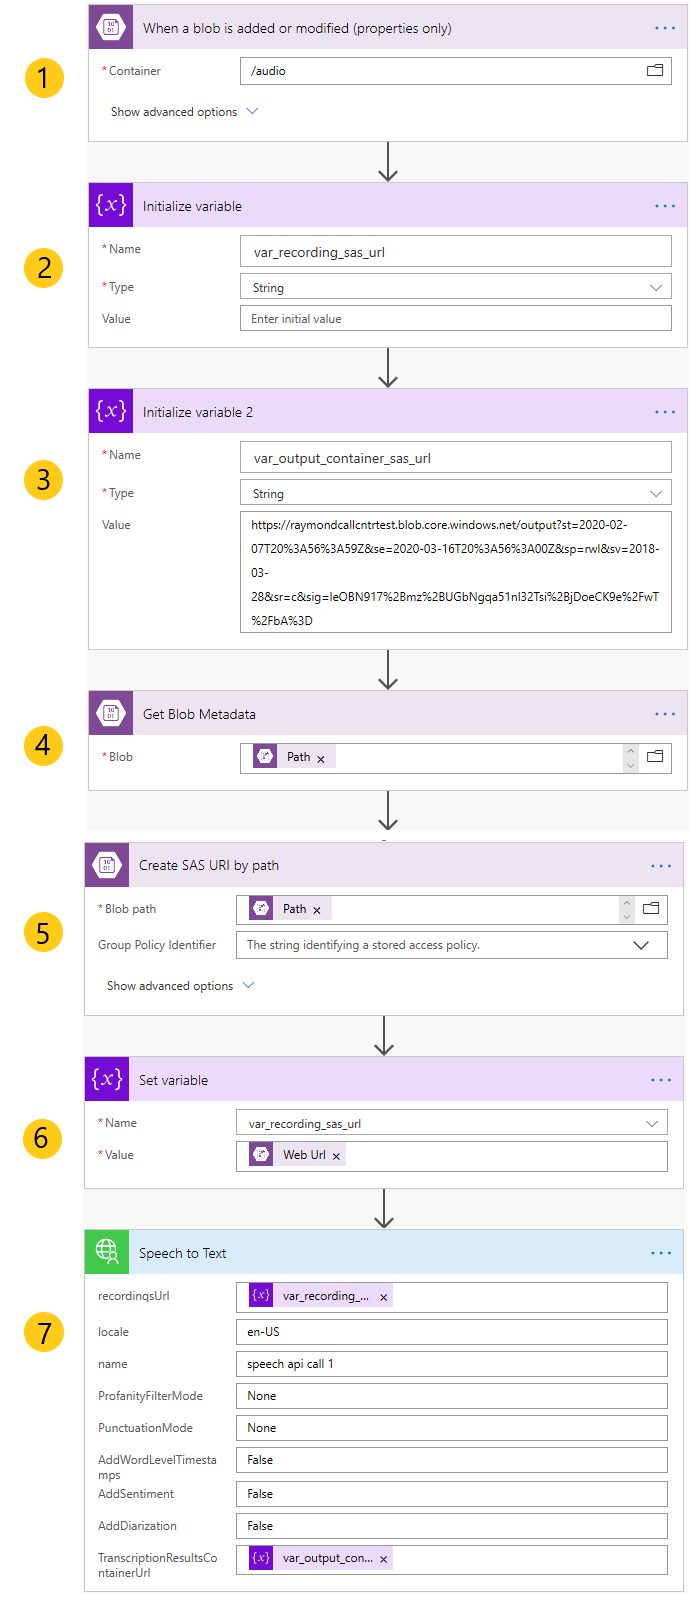 When a blob is added or modified (properties only)
1
* Container
/audio
Show advanced options
{x}
Initialize variable
2
* Name
var_recording_sas_url
* Type
String
Value
Enter initial value
{x}
Initialize variable 2
3
* Name
var_output_container_sas_url
* Type
String
Value
https://raymondcallcntrtest.blob.core.windows.net/output?st=2020-02-
07T20%3A56%3A59Z&se=2020-03-16T20%3A56%3A00Z&sp=rwl&sv=2018-
03-
28&sr=c&sig=IeOBN917%2Bmz%2BUGbNgqa51nI32Tsi%2BjDoeCK9e%2FwT
%2FbA%3D
Get Blob Metadata
4
* Blob
Path ×
Create SAS URI by path
5
* Blob path
Path ×
Group Policy Identifier
The string identifying a stored access policy.
Show advanced options
{x}
Set variable
6
* Name
var_recording_sas_url
* Value
Web Url ×
Speech to Text
7
recordingsUrl
{x} var_recording_... ×
locale
en-US
name
speech api call 1
ProfanityFilterMode
None
PunctuationMode
None
AddWordLevelTimesta
mps
False
AddSentiment
False
AddDiarization
False
TranscriptionResultsCo
ntainerUrl
{x} var_output_con... ×